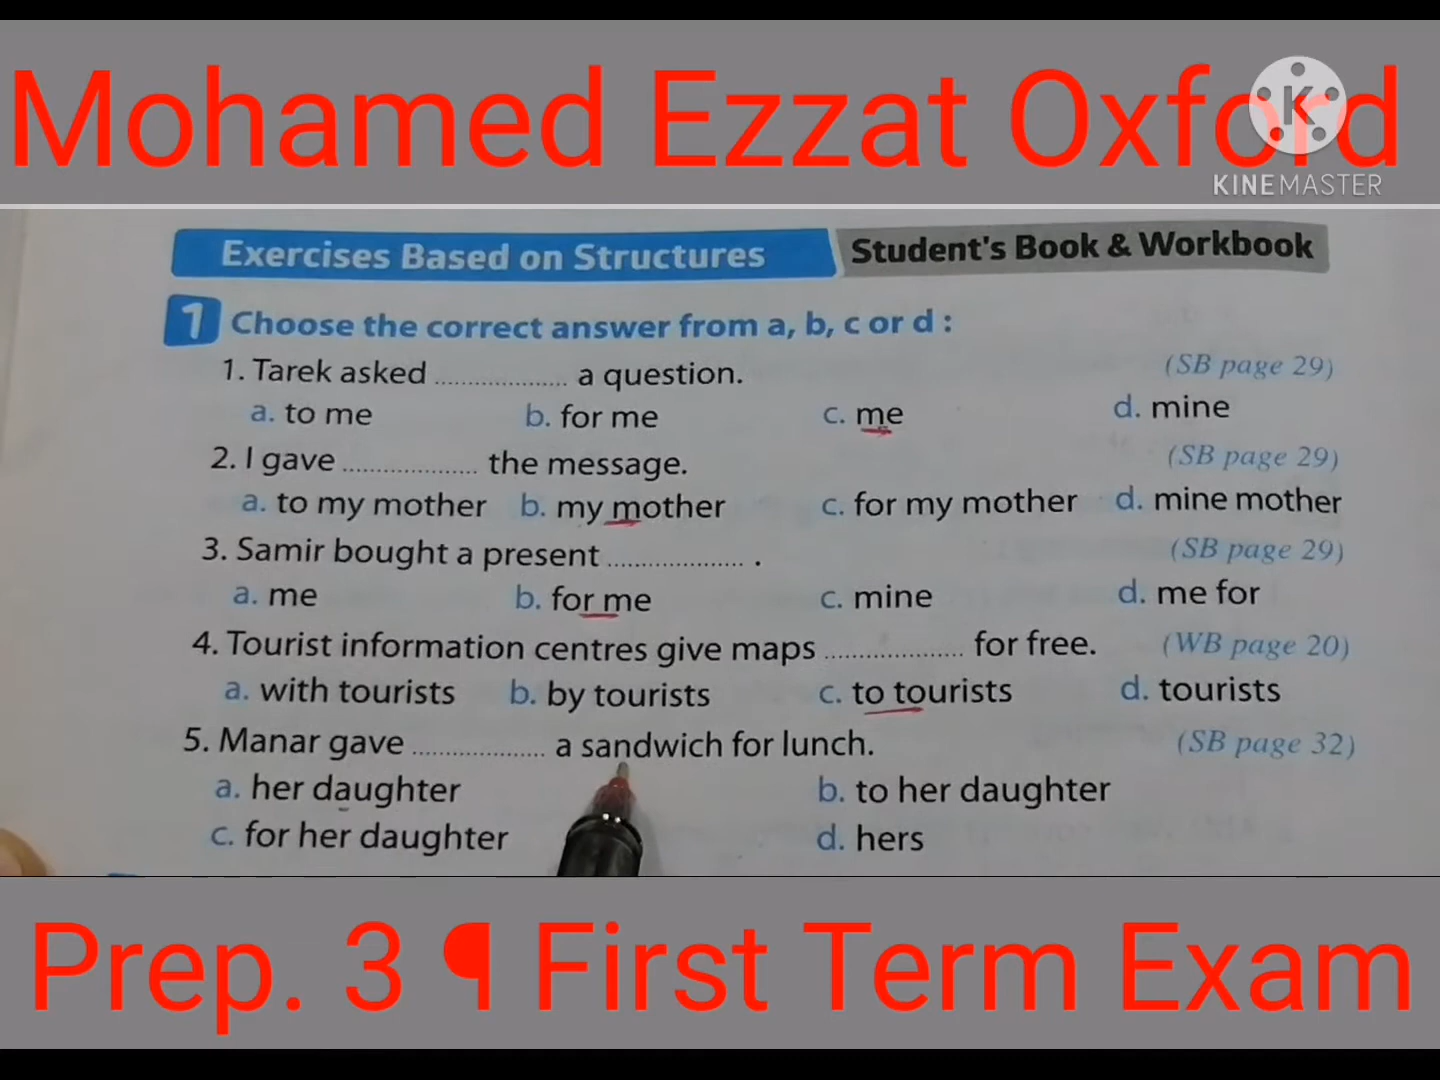 Mohamed Ezzat Oxford
K
KINEMASTER
Exercises Based on Structures Student's Book & Workbook
1 Choose the correct answer from a, b, c or d :
1. Tarek asked .................. a question. (SB page 29)
a. to me b. for me c. me d. mine
2. I gave .................. the message. (SB page 29)
a. to my mother b. my mother c. for my mother d. mine mother
3. Samir bought a present .................. . (SB page 29)
a. me b. for me c. mine d. me for
4. Tourist information centres give maps .................. for free. (WB page 20)
a. with tourists b. by tourists c. to tourists d. tourists
5. Manar gave .................. a sandwich for lunch. (SB page 32)
a. her daughter b. to her daughter
c. for her daughter d. hers
Prep. 3 ¶ First Term Exam